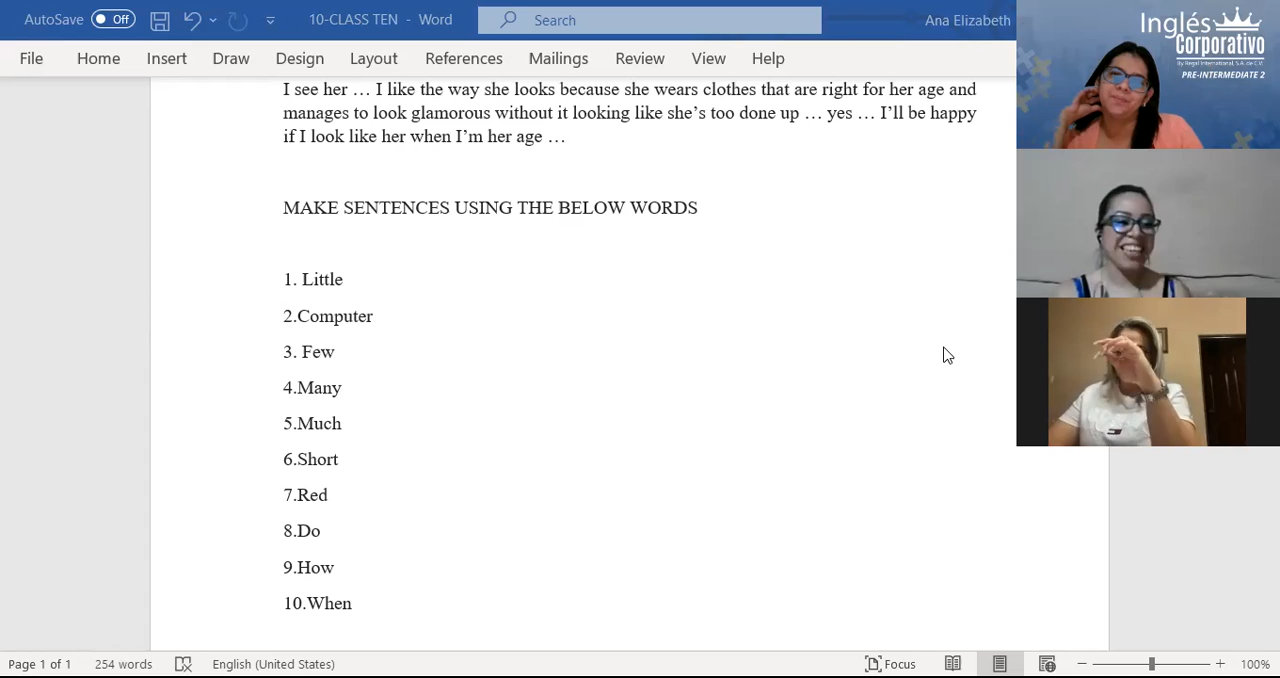 AutoSave Off 10-CLASS TEN - Word Search Ana Elizabeth
File Home Insert Draw Design Layout References Mailings Review View Help
Inglés
Corporativo
By Regal International, S.A. de C.V.
PRE-INTERMEDIATE 2
I see her … I like the way she looks because she wears clothes that are right for her age and
manages to look glamorous without it looking like she’s too done up … yes … I’ll be happy
if I look like her when I’m her age …
MAKE SENTENCES USING THE BELOW WORDS
1. Little
2.Computer
3. Few
4.Many
5.Much
6.Short
7.Red
8.Do
9.How
10.When
Page 1 of 1 254 words English (United States) Focus 100%